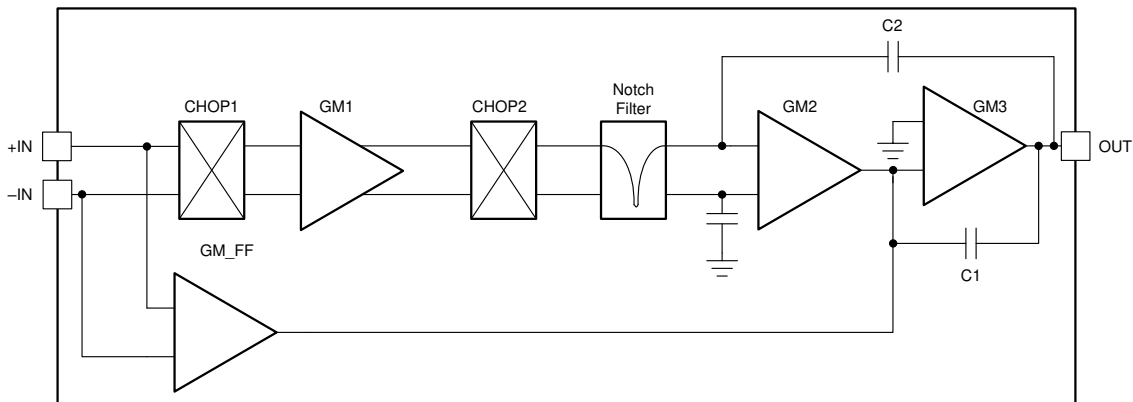 C2
Notch
Filter
CHOP1
GM1
CHOP2
GM2
GM3
+IN
OUT
–IN
GM_FF
C1